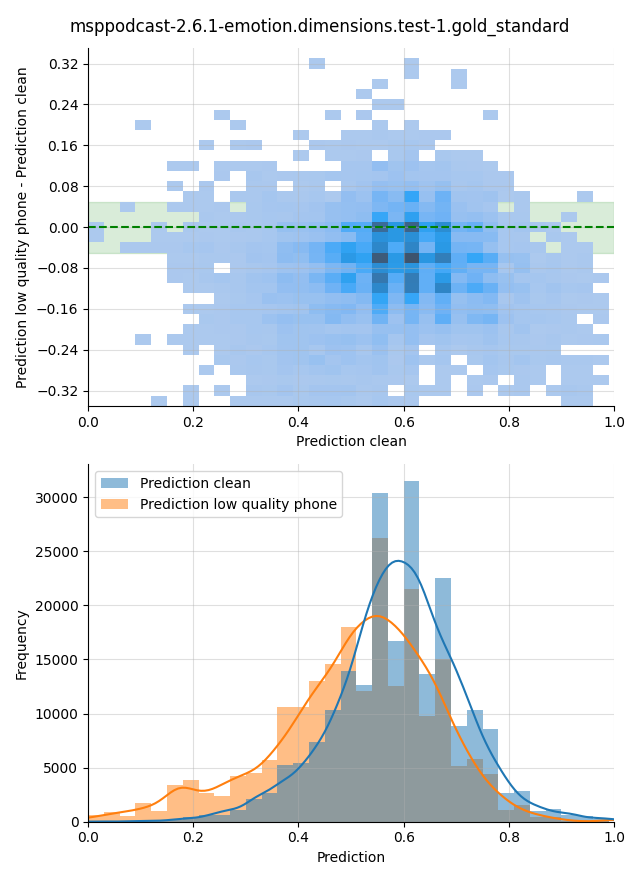 msppodcast-2.6.1-emotion.dimensions.test-1.gold_standard
Prediction low quality phone - Prediction clean
0.32
0.24
0.16
0.08
0.00
−0.08
−0.16
−0.24
−0.32
0.0 0.2 0.4 0.6 0.8 1.0
Prediction clean
Frequency
Prediction clean
Prediction low quality phone
30000
25000
20000
15000
10000
5000
0
0.0 0.2 0.4 0.6 0.8 1.0
Prediction